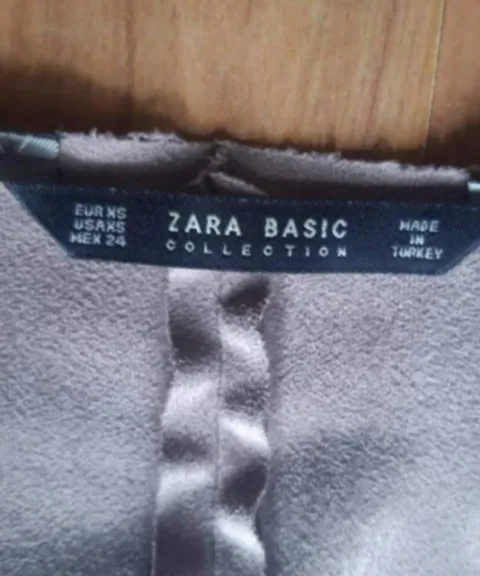 EUR XS
USA XS
MEX 24
ZARA BASIC
COLLECTION
MADE
IN
TURKEY